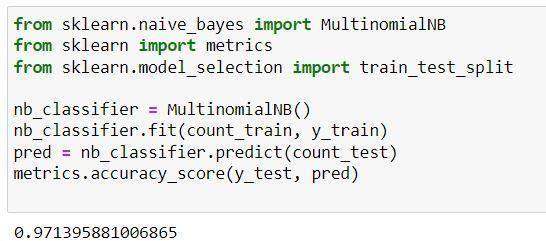 from sklearn.naive_bayes import MultinomialNB
from sklearn import metrics
from sklearn.model_selection import train_test_split
nb_classifier = MultinomialNB()
nb_classifier.fit(count_train, y_train)
pred = nb_classifier.predict(count_test)
metrics.accuracy_score(y_test, pred)
0.971395881006865